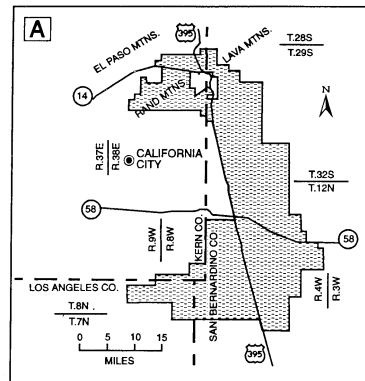 A
395
EL PASO MTNS.
LAVA MTNS.
T.28S
T.29S
14
RAND MTNS.
N
R.37E
R.38E
CALIFORNIA
CITY
T.32S
T.12N
58
R.9W
R.8W
KERN CO.
SAN BERNARDINO CO.
58
R.4W
R.3W
LOS ANGELES CO.
T.8N
T.7N
0 5 10 15
MILES
395